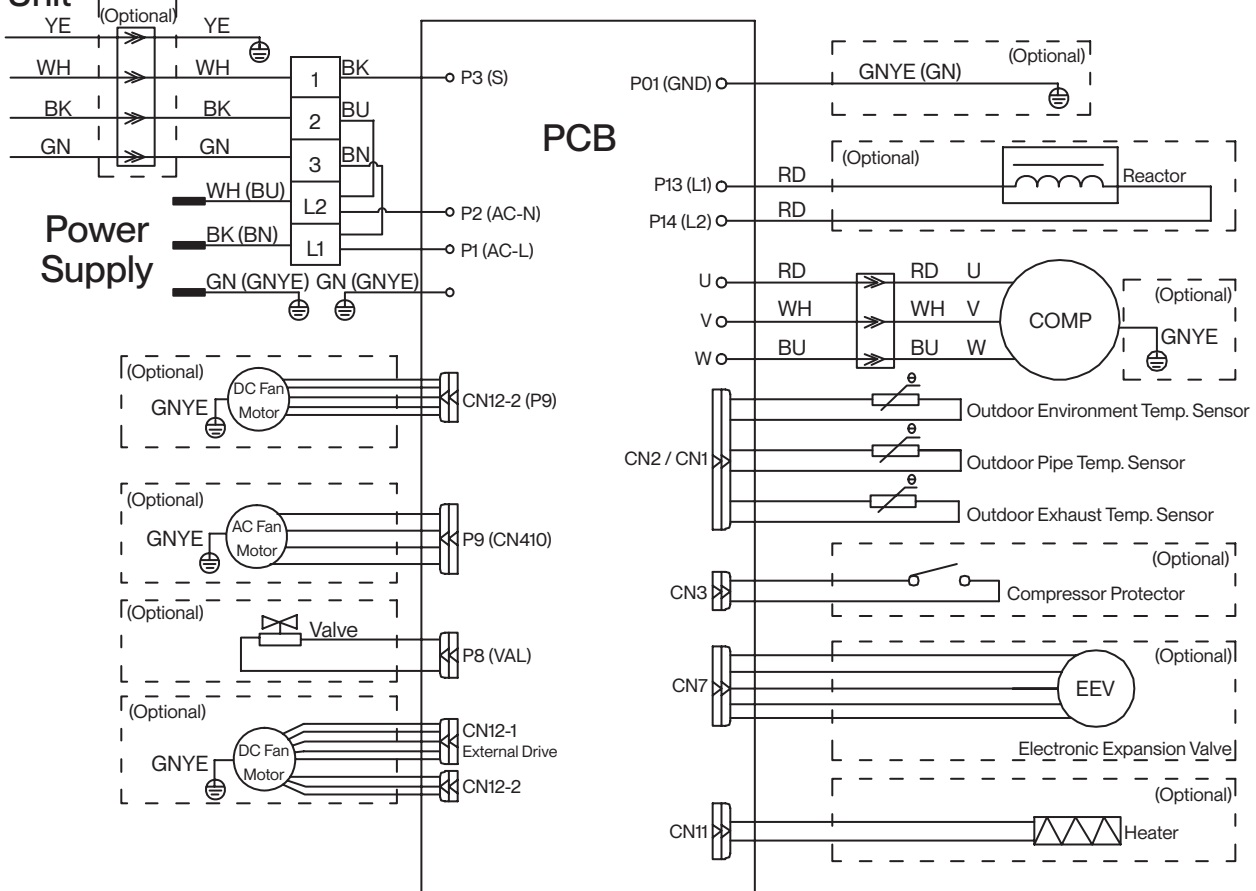 Unit
(Optional)
YE YE
WH WH 1 BK P3 (S)
BK BK 2 BU
GN GN 3 BN
WH (BU) L2 P2 (AC-N)
BK (BN) L1 P1 (AC-L)
GN (GNYE) GN (GNYE)
Power
Supply
PCB
(Optional)
DC Fan
Motor
GNYE
CN12-2 (P9)
(Optional)
AC Fan
Motor
GNYE
P9 (CN410)
(Optional)
Valve
P8 (VAL)
(Optional)
DC Fan
Motor
GNYE
CN12-1
External Drive
CN12-2
(Optional)
P01 (GND) GNYE (GN)
(Optional)
P13 (L1) RD Reactor
P14 (L2) RD
U RD RD U
V WH WH V
W BU BU W
COMP
(Optional)
GNYE
CN2 / CN1
θ
Outdoor Environment Temp. Sensor
θ
Outdoor Pipe Temp. Sensor
θ
Outdoor Exhaust Temp. Sensor
(Optional)
CN3 Compressor Protector
(Optional)
CN7 EEV
Electronic Expansion Valve
(Optional)
CN11 Heater